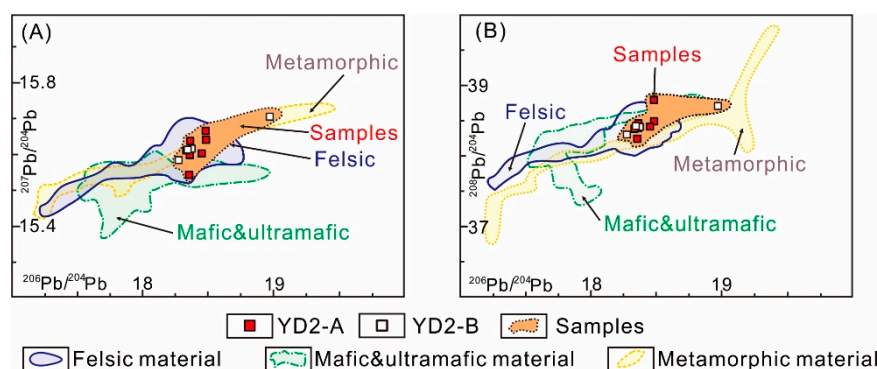 (A)
Metamorphic
15.8
Samples
Felsic
207Pb/204Pb
15.4
Mafic&ultramafic
206Pb/204Pb
18
19
(B)
Samples
39
Felsic
208Pb/204Pb
Metamorphic
Mafic&ultramafic
37
206Pb/204Pb
18
19
YD2-A YD2-B Samples
Felsic material Mafic&ultramafic material Metamorphic material